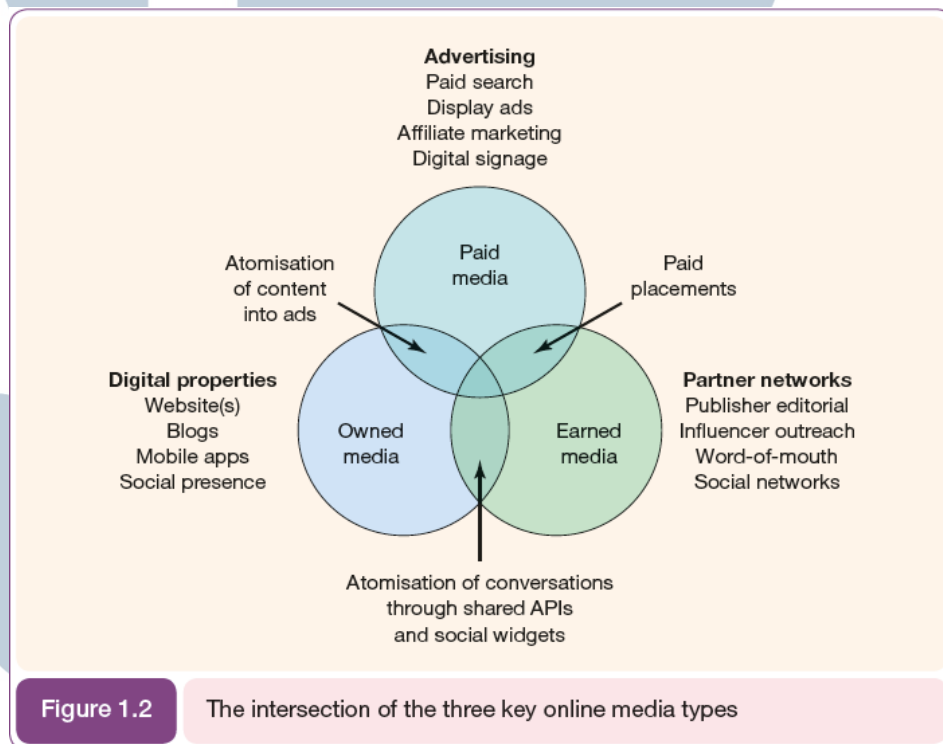 Advertising
Paid search
Display ads
Affiliate marketing
Digital signage
Paid
media
Atomisation
of content
into ads
Paid
placements
Digital properties
Website(s)
Blogs
Mobile apps
Social presence
Owned
media
Earned
media
Partner networks
Publisher editorial
Influencer outreach
Word-of-mouth
Social networks
Atomisation of conversations
through shared APIs
and social widgets
Figure 1.2
The intersection of the three key online media types